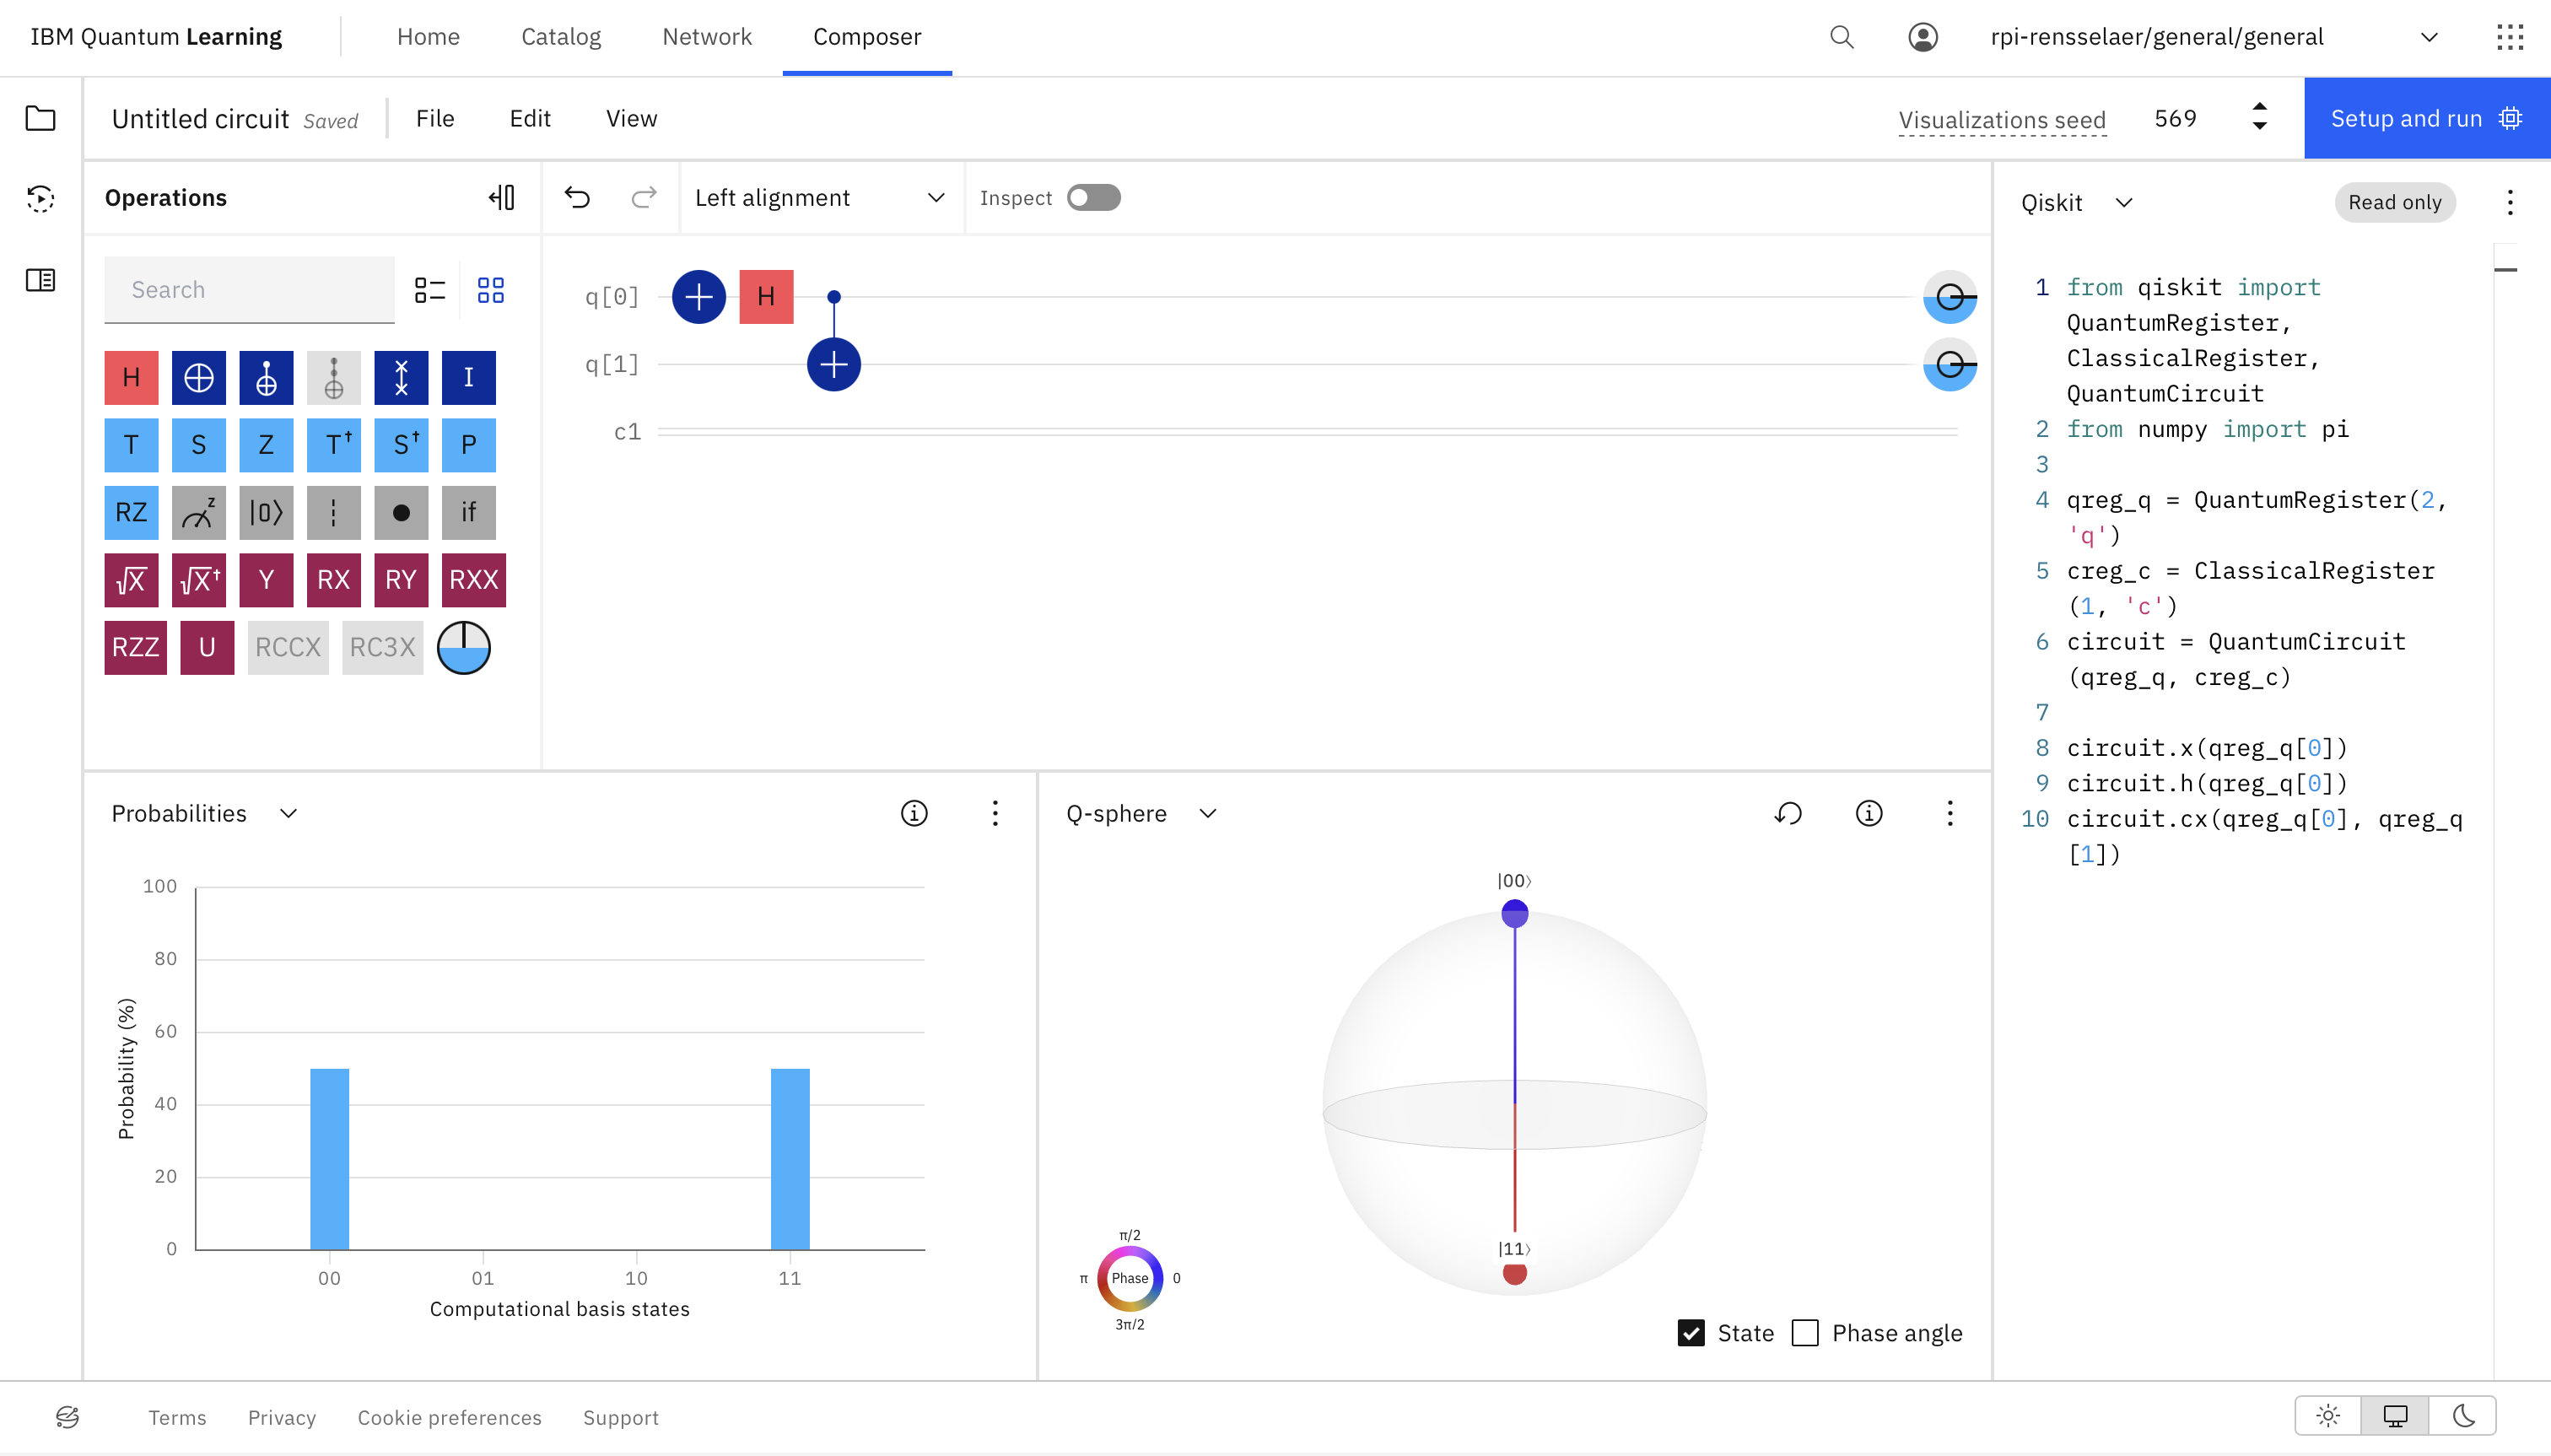 IBM Quantum Learning
Home
Catalog
Network
Composer
rpi-rensselaer/general/general
Untitled circuit Saved
File
Edit
View
Visualizations seed
569
Setup and run
Operations
Left alignment
Inspect
Search
H
I
T S Z T† S† P
RZ z |0⟩ if
√X √X† Y RX RY RXX
RZZ U RCCX RC3X
q[0] H
q[1]
c1
Qiskit
Read only
1 from qiskit import
QuantumRegister,
ClassicalRegister,
QuantumCircuit
2 from numpy import pi
3
4 qreg_q = QuantumRegister(2,
'q')
5 creg_c = ClassicalRegister
(1, 'c')
6 circuit = QuantumCircuit
(qreg_q, creg_c)
7
8 circuit.x(qreg_q[0])
9 circuit.h(qreg_q[0])
10 circuit.cx(qreg_q[0], qreg_q
[1])
Probabilities
Probability (%)
100
80
60
40
20
0
00 01 10 11
Computational basis states
Q-sphere
|00⟩
|11⟩
π/2
π Phase 0
3π/2
State
Phase angle
Terms
Privacy
Cookie preferences
Support